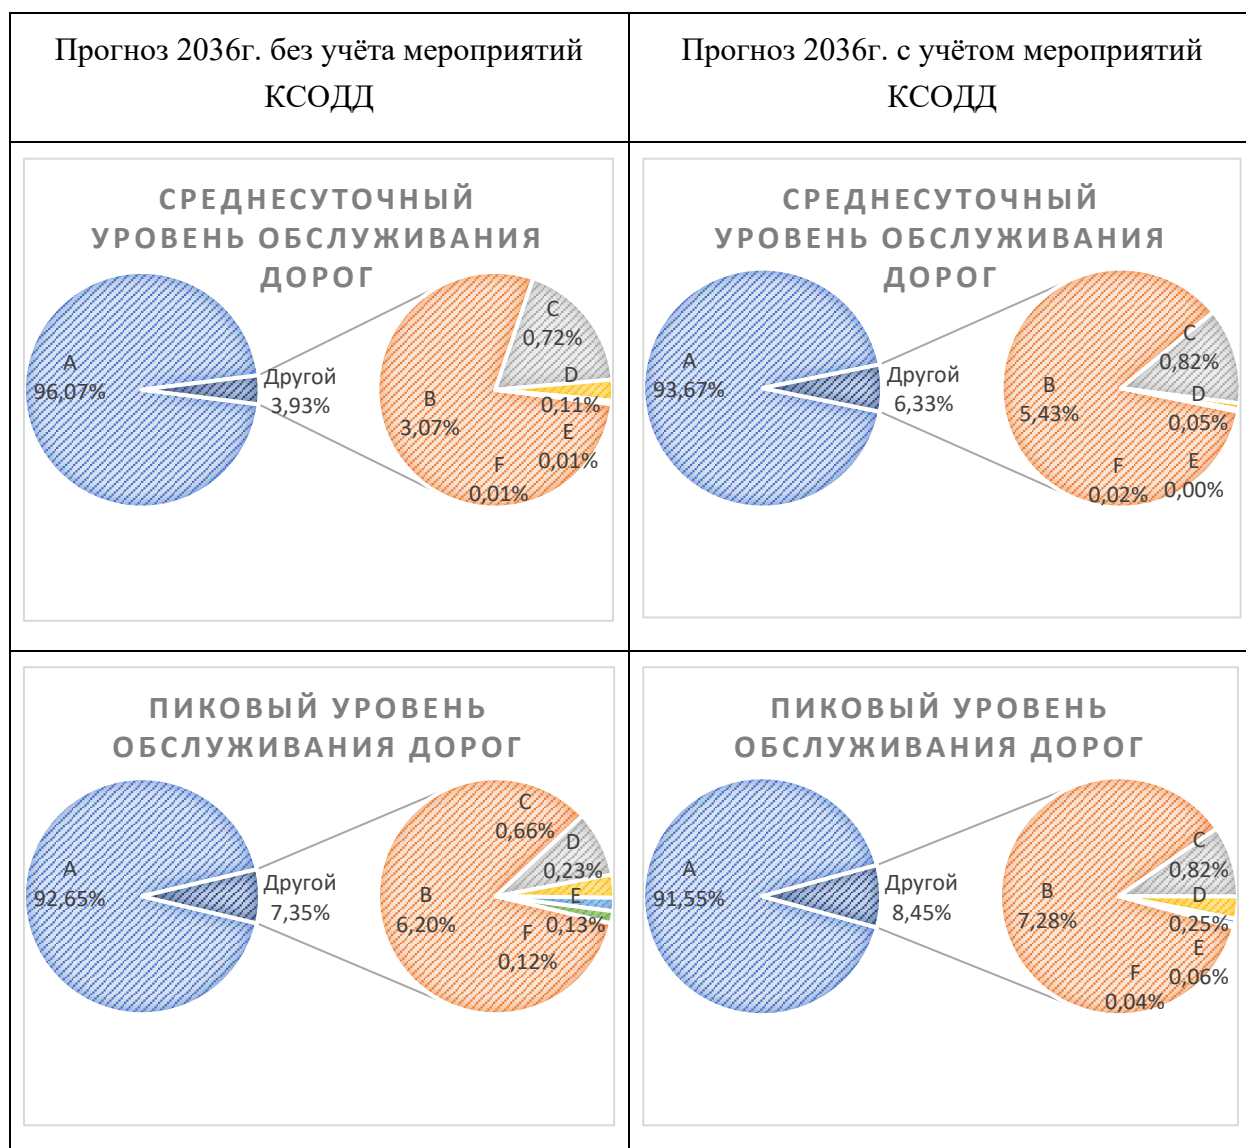 Прогноз 2036г. без учёта мероприятий
КСОДД
Прогноз 2036г. с учётом мероприятий
КСОДД
СРЕДНЕСУТОЧНЫЙ
УРОВЕНЬ ОБСЛУЖИВАНИЯ
ДОРОГ
A
96,07%
Другой
3,93%
B
3,07%
C
0,72%
D
0,11%
E
0,01%
F
0,01%
СРЕДНЕСУТОЧНЫЙ
УРОВЕНЬ ОБСЛУЖИВАНИЯ
ДОРОГ
A
93,67%
Другой
6,33%
B
5,43%
C
0,82%
D
0,05%
E
0,00%
F
0,02%
ПИКОВЫЙ УРОВЕНЬ
ОБСЛУЖИВАНИЯ ДОРОГ
A
92,65%
Другой
7,35%
B
6,20%
C
0,66%
D
0,23%
E
0,13%
F
0,12%
ПИКОВЫЙ УРОВЕНЬ
ОБСЛУЖИВАНИЯ ДОРОГ
A
91,55%
Другой
8,45%
B
7,28%
C
0,82%
D
0,25%
E
0,06%
F
0,04%